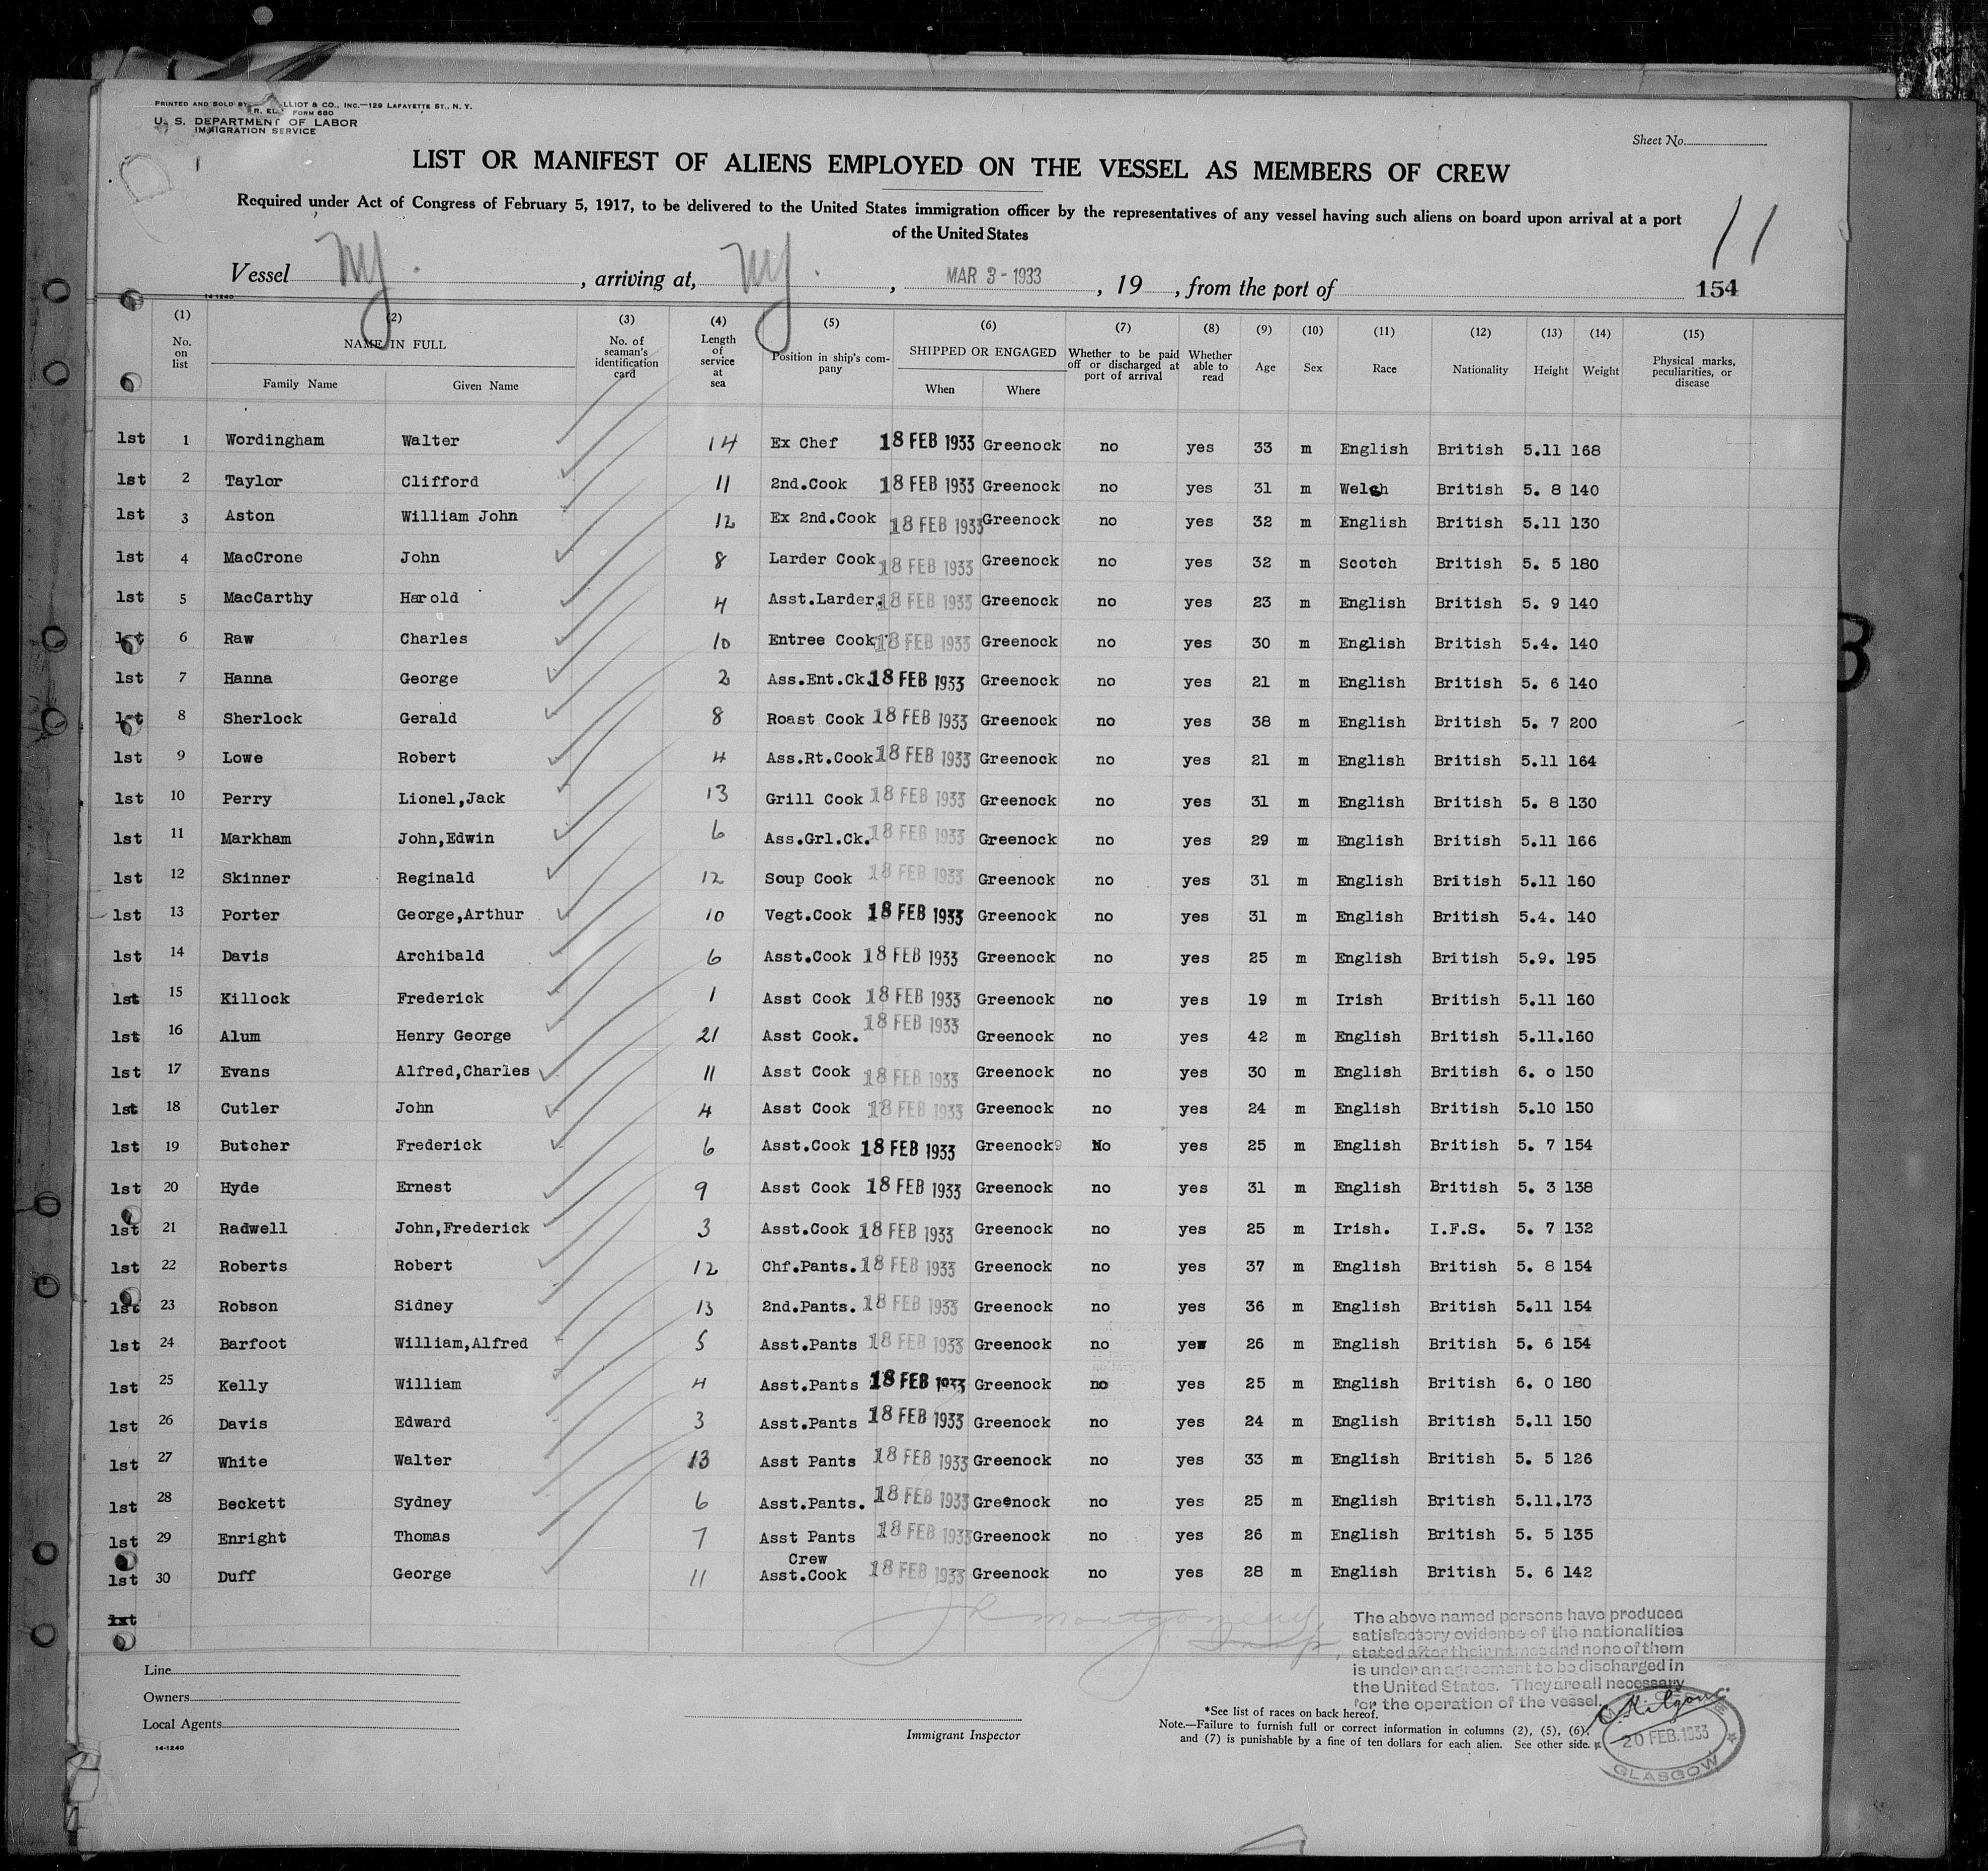 PRINTED AND SOLD BY R. EL LLIOT & CO., INC.—129 LAFAYETTE ST., N. Y.
FORM 680
U. S. DEPARTMENT OF LABOR
IMMIGRATION SERVICE
Sheet No.
LIST OR MANIFEST OF ALIENS EMPLOYED ON THE VESSEL AS MEMBERS OF CREW
Required under Act of Congress of February 5, 1917, to be delivered to the United States immigration officer by the representatives of any vessel having such aliens on board upon arrival at a port
of the United States
11
Vessel NY. , arriving at, NY. , MAR 3 - 1933 , 19 , from the port of 154
14-1240
(1) No. on list (2) NAME IN FULL Family Name Given Name (3) No. of seaman's identification card (4) Length of service at sea (5) Position in ship's company (6) SHIPPED OR ENGAGED When Where (7) Whether to be paid off or discharged at port of arrival (8) Whether able to read (9) Age (10) Sex (11) Race (12) Nationality (13) Height (14) Weight (15) Physical marks, peculiarities, or disease
1st 1 Wordingham Walter 14 Ex Chef 18 FEB 1933 Greenock no yes 33 m English British 5.11 168
1st 2 Taylor Clifford 11 2nd.Cook 18 FEB 1933 Greenock no yes 31 m Welsh British 5. 8 140
1st 3 Aston William John 12 Ex 2nd.Cook 18 FEB 1933 Greenock no yes 32 m English British 5.11 130
1st 4 MacCrone John 8 Larder Cook 18 FEB 1933 Greenock no yes 32 m Scotch British 5. 5 180
1st 5 MacCarthy Harold 4 Asst.Larder. 18 FEB 1933 Greenock no yes 23 m English British 5. 9 140
1st 6 Raw Charles 10 Entree Cook 18 FEB 1933 Greenock no yes 30 m English British 5.4. 140
1st 7 Hanna George 2 Ass.Ent.Ck. 18 FEB 1933 Greenock no yes 21 m English British 5. 6 140
1st 8 Sherlock Gerald 8 Roast Cook 18 FEB 1933 Greenock no yes 38 m English British 5. 7 200
1st 9 Lowe Robert 4 Ass.Rt.Cook 18 FEB 1933 Greenock no yes 21 m English British 5.11 164
1st 10 Perry Lionel,Jack 13 Grill Cook 18 FEB 1933 Greenock no yes 31 m English British 5. 8 130
1st 11 Markham John,Edwin 6 Ass.Grl.Ck. 18 FEB 1933 Greenock no yes 29 m English British 5.11 166
1st 12 Skinner Reginald 12 Soup Cook 18 FEB 1933 Greenock no yes 31 m English British 5.11 160
1st 13 Porter George,Arthur 10 Vegt.Cook 18 FEB 1933 Greenock no yes 31 m English British 5.4. 140
1st 14 Davis Archibald 6 Asst.Cook 18 FEB 1933 Greenock no yes 25 m English British 5.9. 195
1st 15 Killock Frederick 1 Asst Cook 18 FEB 1933 Greenock no yes 19 m Irish British 5.11 160
1st 16 Alum Henry George 21 Asst Cook. 18 FEB 1933 Greenock no yes 42 m English British 5.11. 160
1st 17 Evans Alfred,Charles 11 Asst Cook 18 FEB 1933 Greenock no yes 30 m English British 6. o 150
1st 18 Cutler John 4 Asst Cook 18 FEB 1933 Greenock no yes 24 m English British 5.10 150
1st 19 Butcher Frederick 6 Asst.Cook 18 FEB 1933 Greenock9 No yes 25 m English British 5. 7 154
1st 20 Hyde Ernest 9 Asst Cook 18 FEB 1933 Greenock no yes 31 m English British 5. 3 138
1st 21 Radwell John,Frederick 3 Asst.Cook 18 FEB 1933 Greenock no yes 25 m Irish. I.F.S. 5. 7 132
1st 22 Roberts Robert 12 Chf.Pants. 18 FEB 1933 Greenock no yes 37 m English British 5. 8 154
1st 23 Robson Sidney 13 2nd.Pants. 18 FEB 1933 Greenock no yes 36 m English British 5.11 154
1st 24 Barfoot William,Alfred 5 Asst.Pants 18 FEB 1933 Greenock no yes 26 m English British 5. 6 154
1st 25 Kelly William 4 Asst.Pants 18 FEB 1933 Greenock no yes 25 m English British 6. 0 180
1st 26 Davis Edward 3 Asst.Pants 18 FEB 1933 Greenock no yes 24 m English British 5.11 150
1st 27 White Walter 13 Asst Pants 18 FEB 1933 Greenock no yes 33 m English British 5. 5 126
1st 28 Beckett Sydney 6 Asst.Pants. 18 FEB 1933 Greenock no yes 25 m English British 5.11. 173
1st 29 Enright Thomas 7 Asst Pants 18 FEB 1933 Greenock no yes 26 m English British 5. 5 135
1st 30 Duff George 11 Crew Asst.Cook 18 FEB 1933 Greenock no yes 28 m English British 5. 6 142
1st
J R Montgomery
Insp.
The above named persons have produced
satisfactory evidence of the nationalities
stated after their names and none of them
is under an agreement to be discharged in
the United States. They are all necessary
for the operation of the vessel.
Line
Owners
Local Agents
14-1240
Immigrant Inspector
*See list of races on back hereof.
Note.—Failure to furnish full or correct information in columns (2), (5), (6),
and (7) is punishable by a fine of ten dollars for each alien. See other side.
20 FEB. 1933
GLASGOW
B